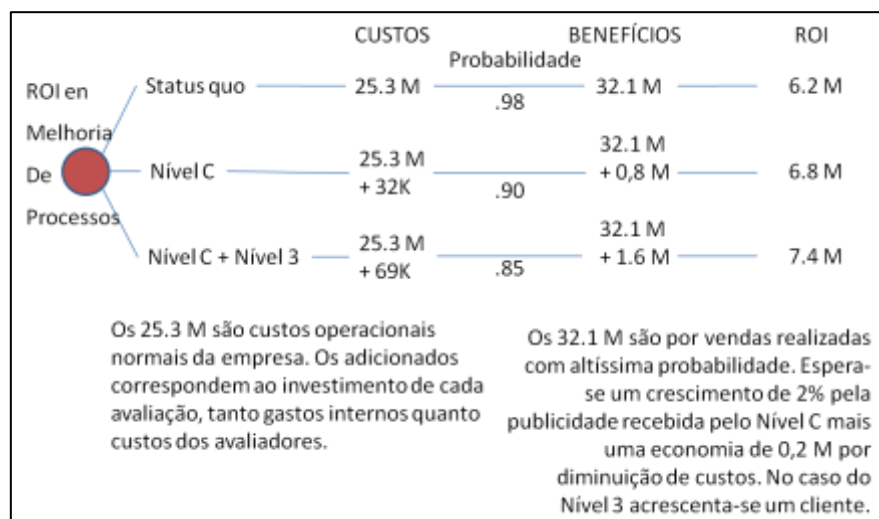 CUSTOS BENEFÍCIOS ROI
Probabilidade
ROI en
Melhoria
De
Processos
Status quo 25.3 M .98 32.1 M 6.2 M
Nível C 25.3 M
+ 32K .90 32.1 M
+ 0,8 M 6.8 M
Nível C + Nível 3 25.3 M
+ 69K .85 32.1 M
+ 1.6 M 7.4 M
Os 25.3 M são custos operacionais
normais da empresa. Os adicionados
correspondem ao investimento de cada
avaliação, tanto gastos internos quanto
custos dos avaliadores.
Os 32.1 M são por vendas realizadas
com altíssima probabilidade. Espera-
se um crescimento de 2% pela
publicidade recebida pelo Nível C mais
uma economia de 0,2 M por
diminuição de custos. No caso do
Nível 3 acrescenta-se um cliente.